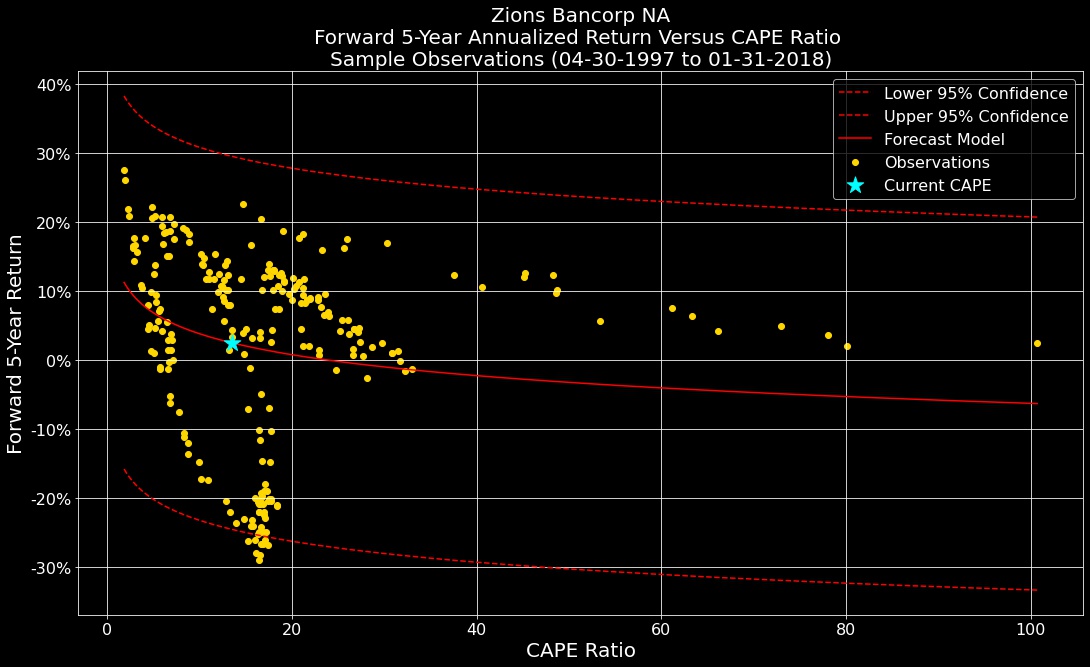 Zions Bancorp NA
Forward 5-Year Annualized Return Versus CAPE Ratio
Sample Observations (04-30-1997 to 01-31-2018)
Lower 95% Confidence
Upper 95% Confidence
Forecast Model
Observations
Current CAPE
Forward 5-Year Return
40%
30%
20%
10%
0%
-10%
-20%
-30%
0 20 40 60 80 100
CAPE Ratio